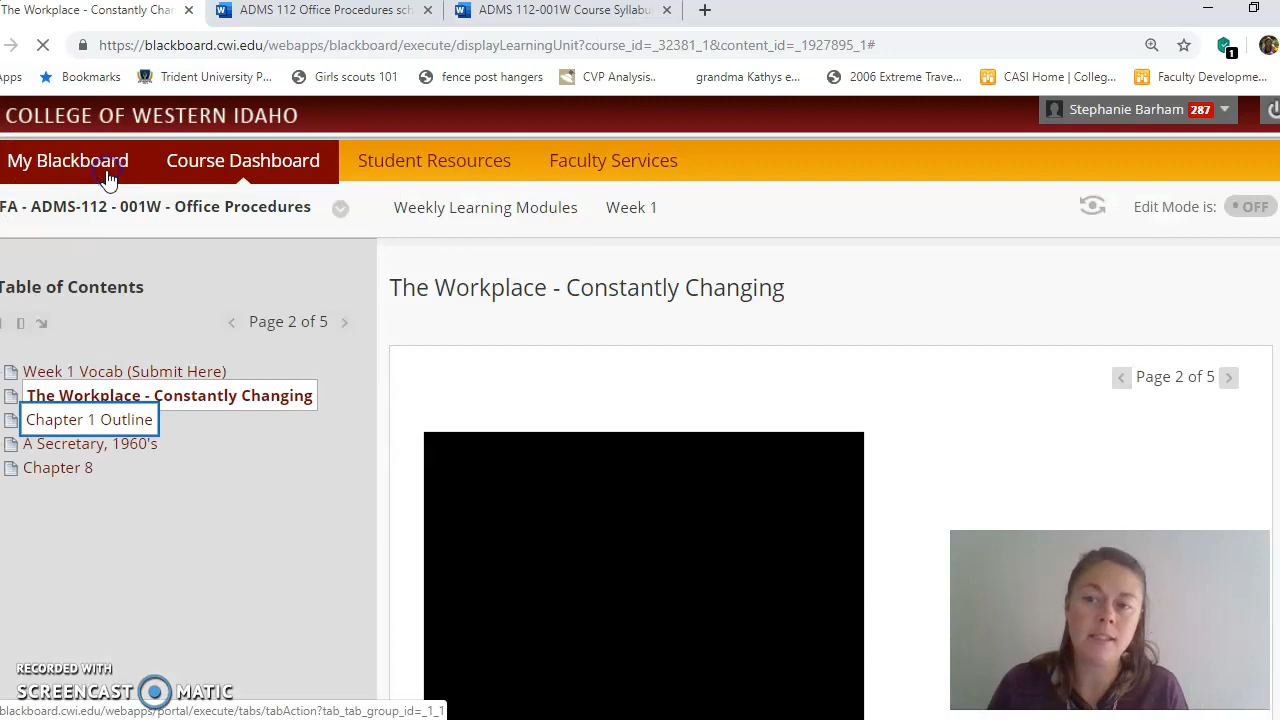 The Workplace - Constantly Char
ADMS 112 Office Procedures sch
ADMS 112-001W Course Syllabu
https://blackboard.cwi.edu/webapps/blackboard/execute/displayLearningUnit?course_id=_32381_1&content_id=_1927895_1#
1
Apps Bookmarks Trident University P... Girls scouts 101 fence post hangers CVP Analysis.. grandma Kathys e... 2006 Extreme Trave... CASI Home | Colleg... Faculty Developme...
COLLEGE OF WESTERN IDAHO
Stephanie Barham 287
My Blackboard Course Dashboard Student Resources Faculty Services
FA - ADMS-112 - 001W - Office Procedures Weekly Learning Modules Week 1 Edit Mode is: • OFF
Table of Contents
The Workplace - Constantly Changing
Page 2 of 5
Page 2 of 5
Week 1 Vocab (Submit Here)
The Workplace - Constantly Changing
Chapter 1 Outline
A Secretary, 1960's
Chapter 8
RECORDED WITH
SCREENCAST MATIC
blackboard.cwi.edu/webapps/portal/execute/tabs/tabAction?tab_tab_group_id=_1_1